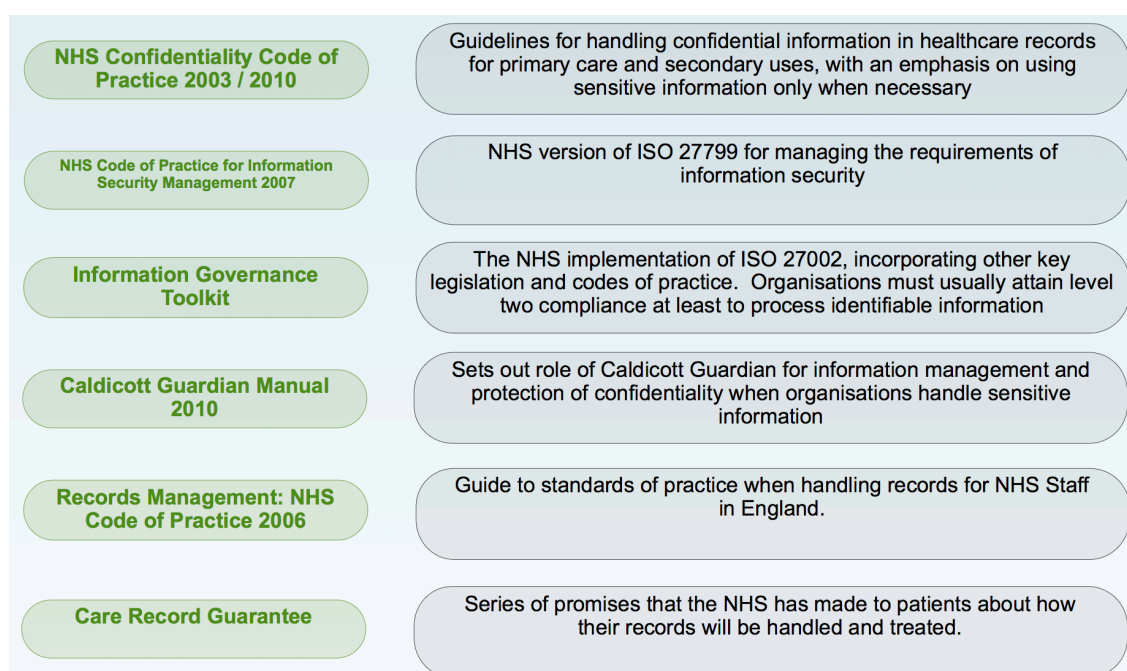 NHS Confidentiality Code of
Practice 2003 / 2010
Guidelines for handling confidential information in healthcare records
for primary care and secondary uses, with an emphasis on using
sensitive information only when necessary
NHS Code of Practice for Information
Security Management 2007
NHS version of ISO 27799 for managing the requirements of
information security
Information Governance
Toolkit
The NHS implementation of ISO 27002, incorporating other key
legislation and codes of practice.  Organisations must usually attain level
two compliance at least to process identifiable information
Caldicott Guardian Manual
2010
Sets out role of Caldicott Guardian for information management and
protection of confidentiality when organisations handle sensitive
information
Records Management: NHS
Code of Practice 2006
Guide to standards of practice when handling records for NHS Staff
in England.
Care Record Guarantee
Series of promises that the NHS has made to patients about how
their records will be handled and treated.